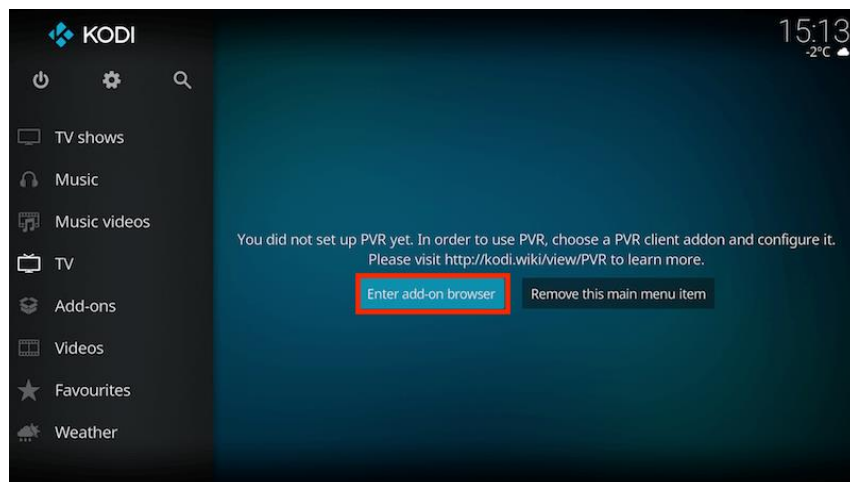 KODI
15:13
-2°C
TV shows
Music
Music videos
TV
Add-ons
Videos
Favourites
Weather
You did not set up PVR yet. In order to use PVR, choose a PVR client addon and configure it.
Please visit http://kodi.wiki/view/PVR to learn more.
Enter add-on browser
Remove this main menu item